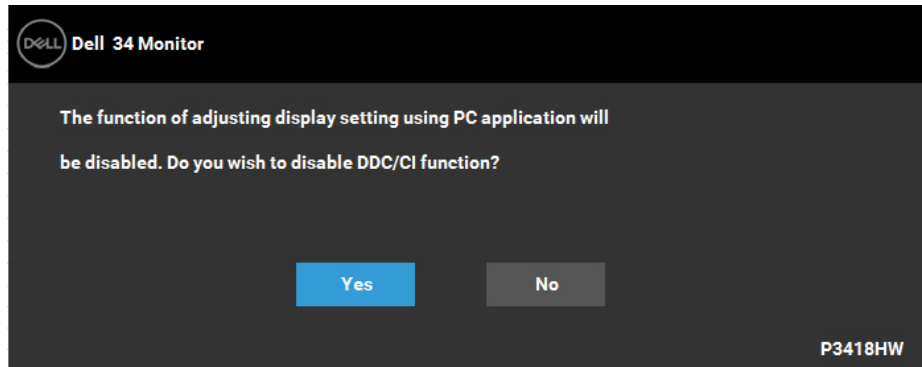 DELL Dell 34 Monitor
The function of adjusting display setting using PC application will
be disabled. Do you wish to disable DDC/CI function?
Yes No
P3418HW